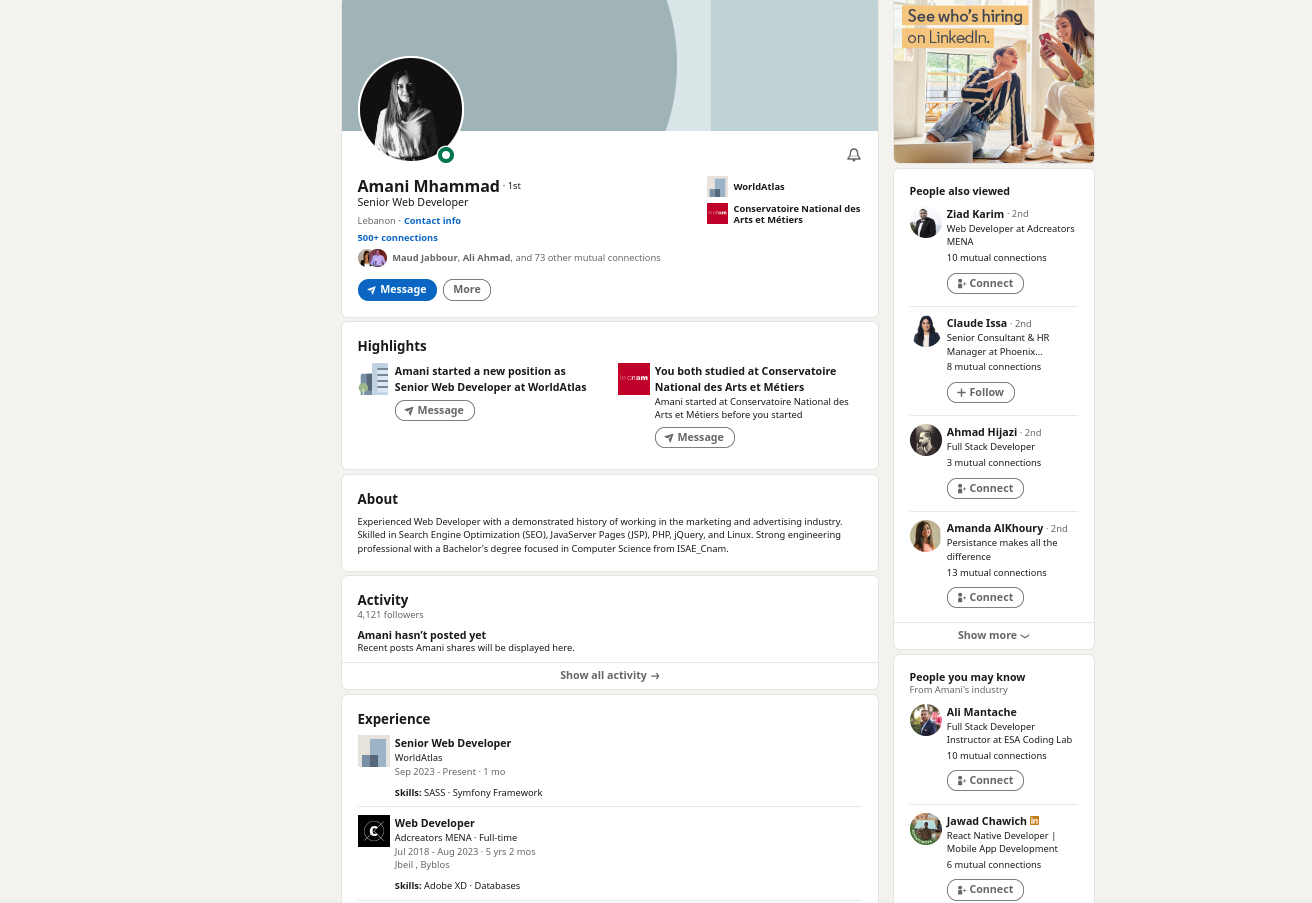 See who's hiring
on LinkedIn.
Amani Mhammad · 1st
Senior Web Developer
Lebanon · Contact info
500+ connections
Maud Jabbour, Ali Ahmad, and 73 other mutual connections
Message
More
WorldAtlas
Conservatoire National des
Arts et Métiers
Highlights
Amani started a new position as
Senior Web Developer at WorldAtlas
Message
le cnam
You both studied at Conservatoire
National des Arts et Métiers
Amani started at Conservatoire National des
Arts et Métiers before you started
Message
About
Experienced Web Developer with a demonstrated history of working in the marketing and advertising industry.
Skilled in Search Engine Optimization (SEO), JavaServer Pages (JSP), PHP, jQuery, and Linux. Strong engineering
professional with a Bachelor's degree focused in Computer Science from ISAE_Cnam.
Activity
4,121 followers
Amani hasn't posted yet
Recent posts Amani shares will be displayed here.
Show all activity →
Experience
Senior Web Developer
WorldAtlas
Sep 2023 - Present · 1 mo
Skills: SASS · Symfony Framework
Web Developer
Adcreators MENA · Full-time
Jul 2018 - Aug 2023 · 5 yrs 2 mos
Jbeil , Byblos
Skills: Adobe XD · Databases
People also viewed
Ziad Karim · 2nd
Web Developer at Adcreators
MENA
10 mutual connections
Connect
Claude Issa · 2nd
Senior Consultant & HR
Manager at Phoenix...
8 mutual connections
Follow
Ahmad Hijazi · 2nd
Full Stack Developer
3 mutual connections
Connect
Amanda AlKhoury · 2nd
Persistance makes all the
difference
13 mutual connections
Connect
Show more
People you may know
From Amani's industry
Ali Mantache
Full Stack Developer
Instructor at ESA Coding Lab
10 mutual connections
Connect
Jawad Chawich
React Native Developer |
Mobile App Development
6 mutual connections
Connect